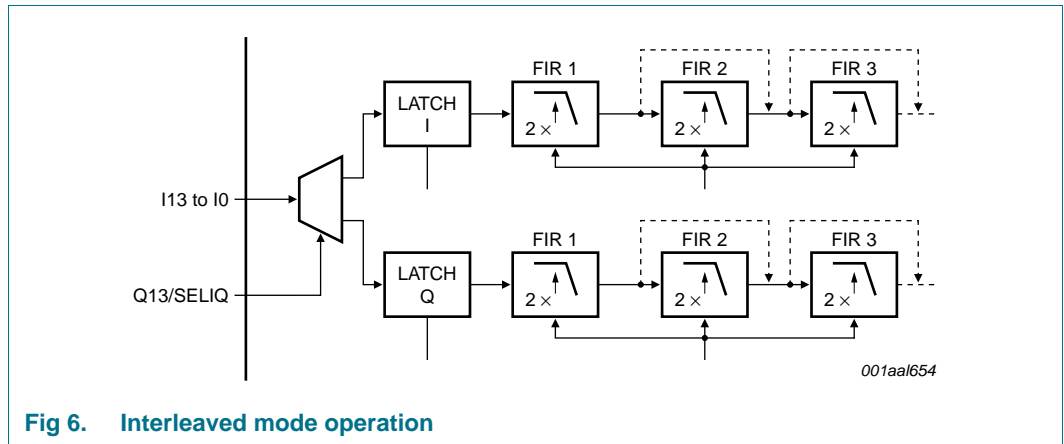 FIR 1 FIR 2 FIR 3
LATCH
I
2 × 2 × 2 ×
I13 to I0
FIR 1 FIR 2 FIR 3
LATCH
Q
Q13/SELIQ
2 × 2 × 2 ×
001aal654
Fig 6. Interleaved mode operation